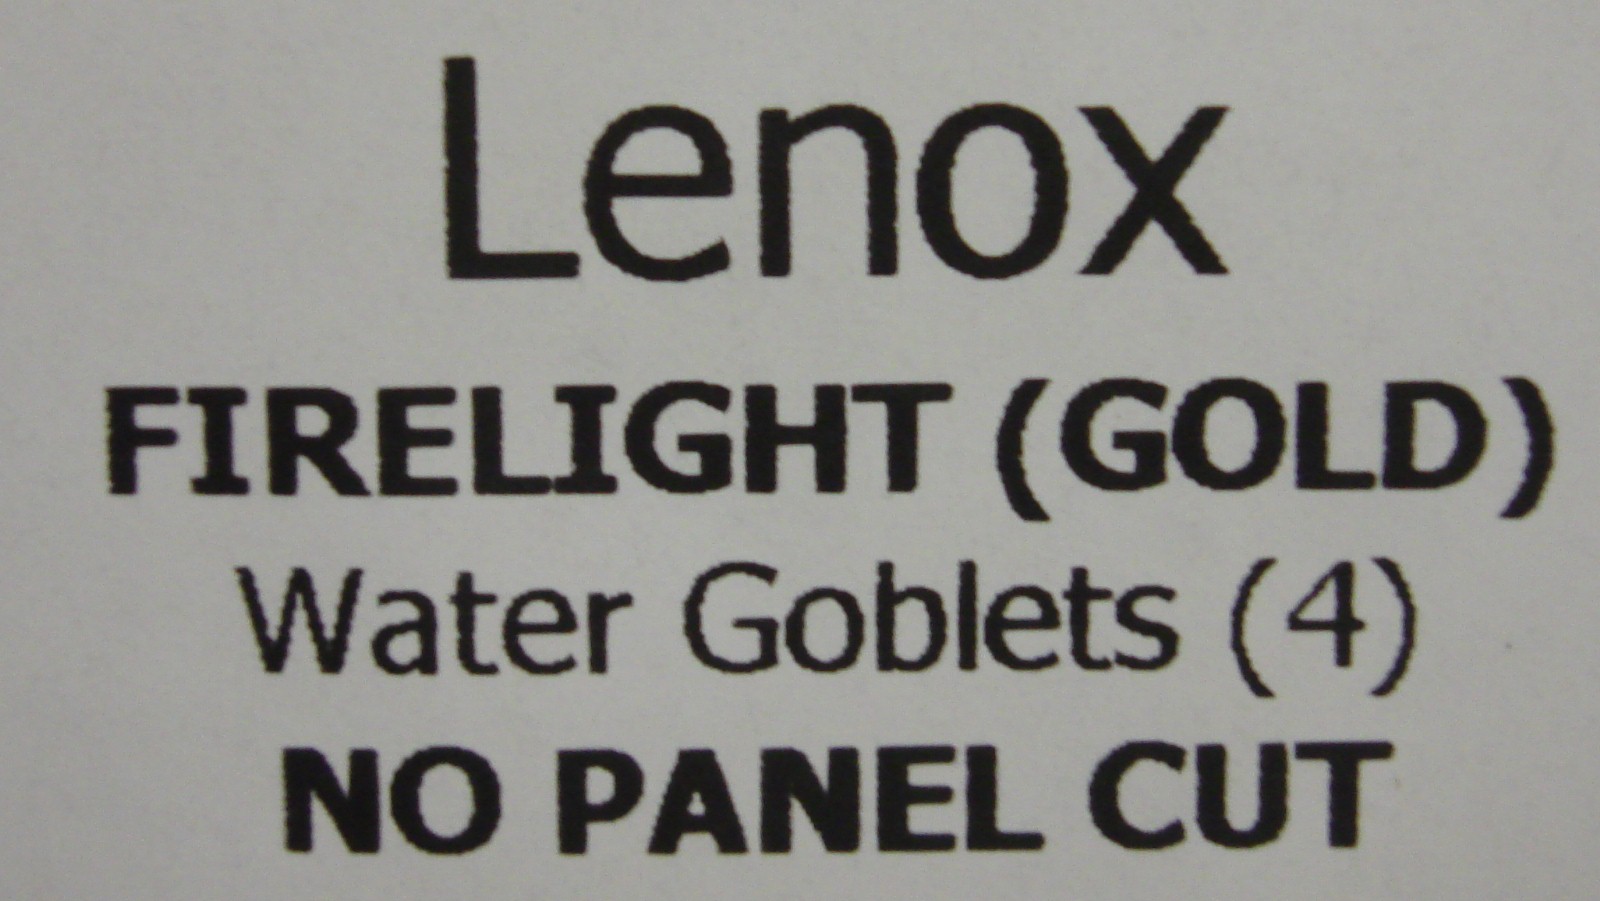 Lenox
FIRELIGHT (GOLD)
Water Goblets (4)
NO PANEL CUT